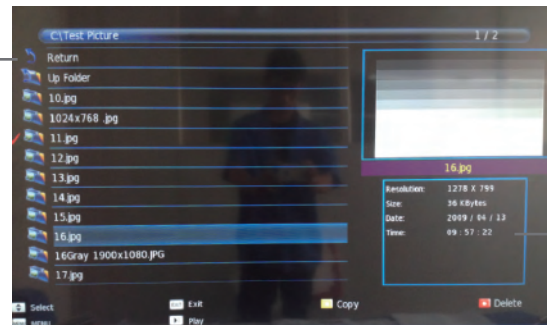 C:\Test Picture 1 / 2
Return
Up Folder
10.jpg
1024x768 .jpg
11.jpg
12.jpg
13.jpg
14.jpg
15.jpg
16.jpg
16Gray 1900x1080.JPG
17.jpg
16.jpg
Resolution: 1278 X 799
Size: 36 KBytes
Date: 2009 / 04 / 13
Time: 09 : 57 : 22
Select
EXIT Exit
Copy
Delete
MENU
Play